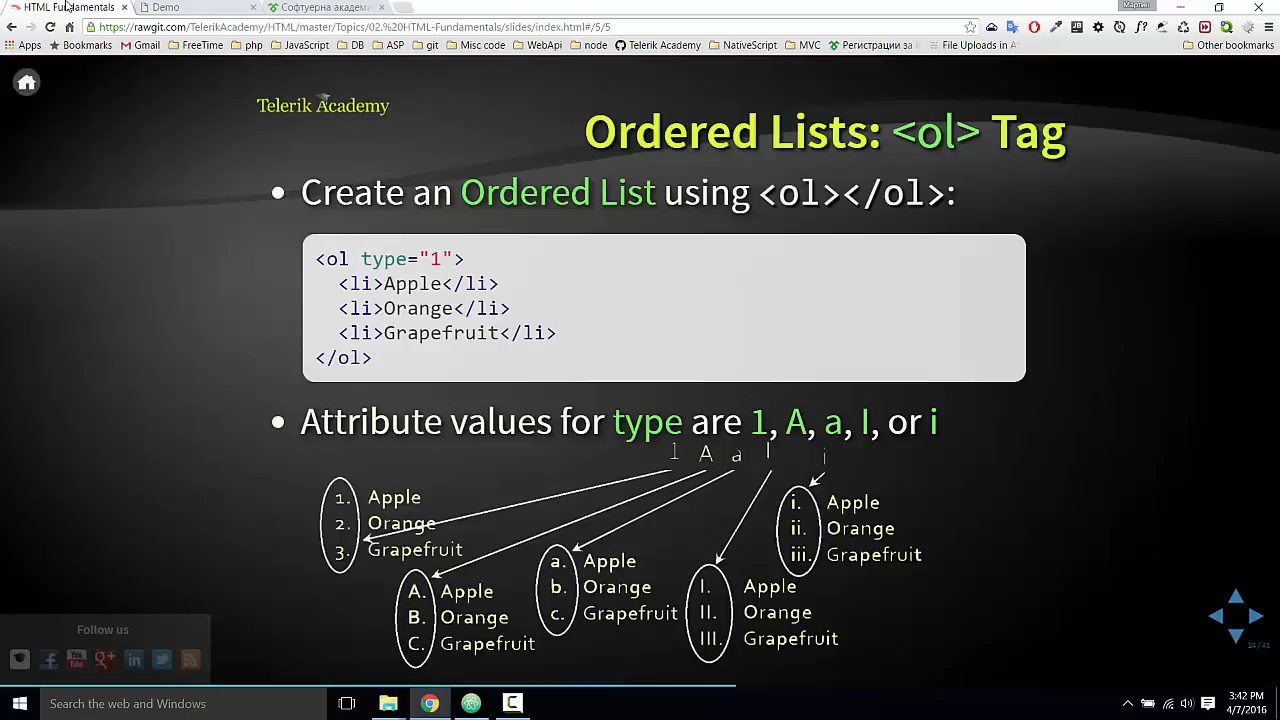 HTML Fundamentals
Demo
Софтуерна академи
Мартин
https://rawgit.com/TelerikAcademy/HTML/master/Topics/02.%20HTML-Fundamentals/slides/index.html#/5/5
Apps
Bookmarks
Gmail
FreeTime
php
JavaScript
DB
ASP
git
Misc code
WebApi
node
Telerik Academy
NativeScript
MVC
Регистрации за k
File Uploads in A
Other bookmarks
Telerik Academy
Ordered Lists: <ol> Tag
Create an Ordered List using <ol></ol>:
<ol type="1">
<li>Apple</li>
<li>Orange</li>
<li>Grapefruit</li>
</ol>
Attribute values for type are 1, A, a, I, or i
1 A a I i
1. Apple
2. Orange
3. Grapefruit
A. Apple
B. Orange
C. Grapefruit
a. Apple
b. Orange
c. Grapefruit
I. Apple
II. Orange
III. Grapefruit
i. Apple
ii. Orange
iii. Grapefruit
Follow us
24 / 43
Search the web and Windows
3:42 PM
4/7/2016